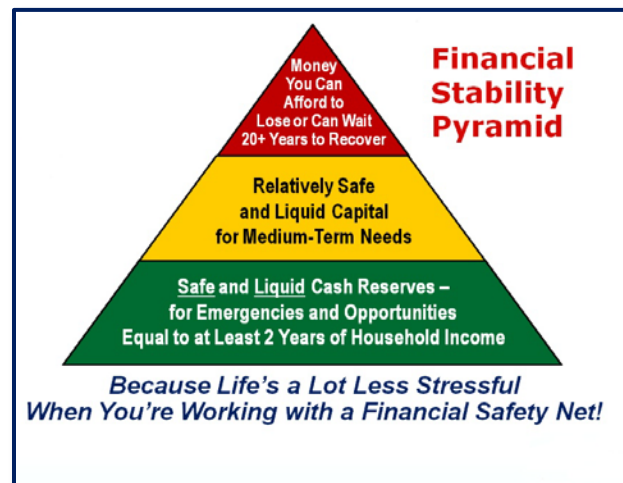 Financial
Stability
Pyramid
Money
You Can
Afford to
Lose or Can Wait
20+ Years to Recover
Relatively Safe
and Liquid Capital
for Medium-Term Needs
Safe and Liquid Cash Reserves –
for Emergencies and Opportunities
Equal to at Least 2 Years of Household Income
Because Life's a Lot Less Stressful
When You're Working with a Financial Safety Net!